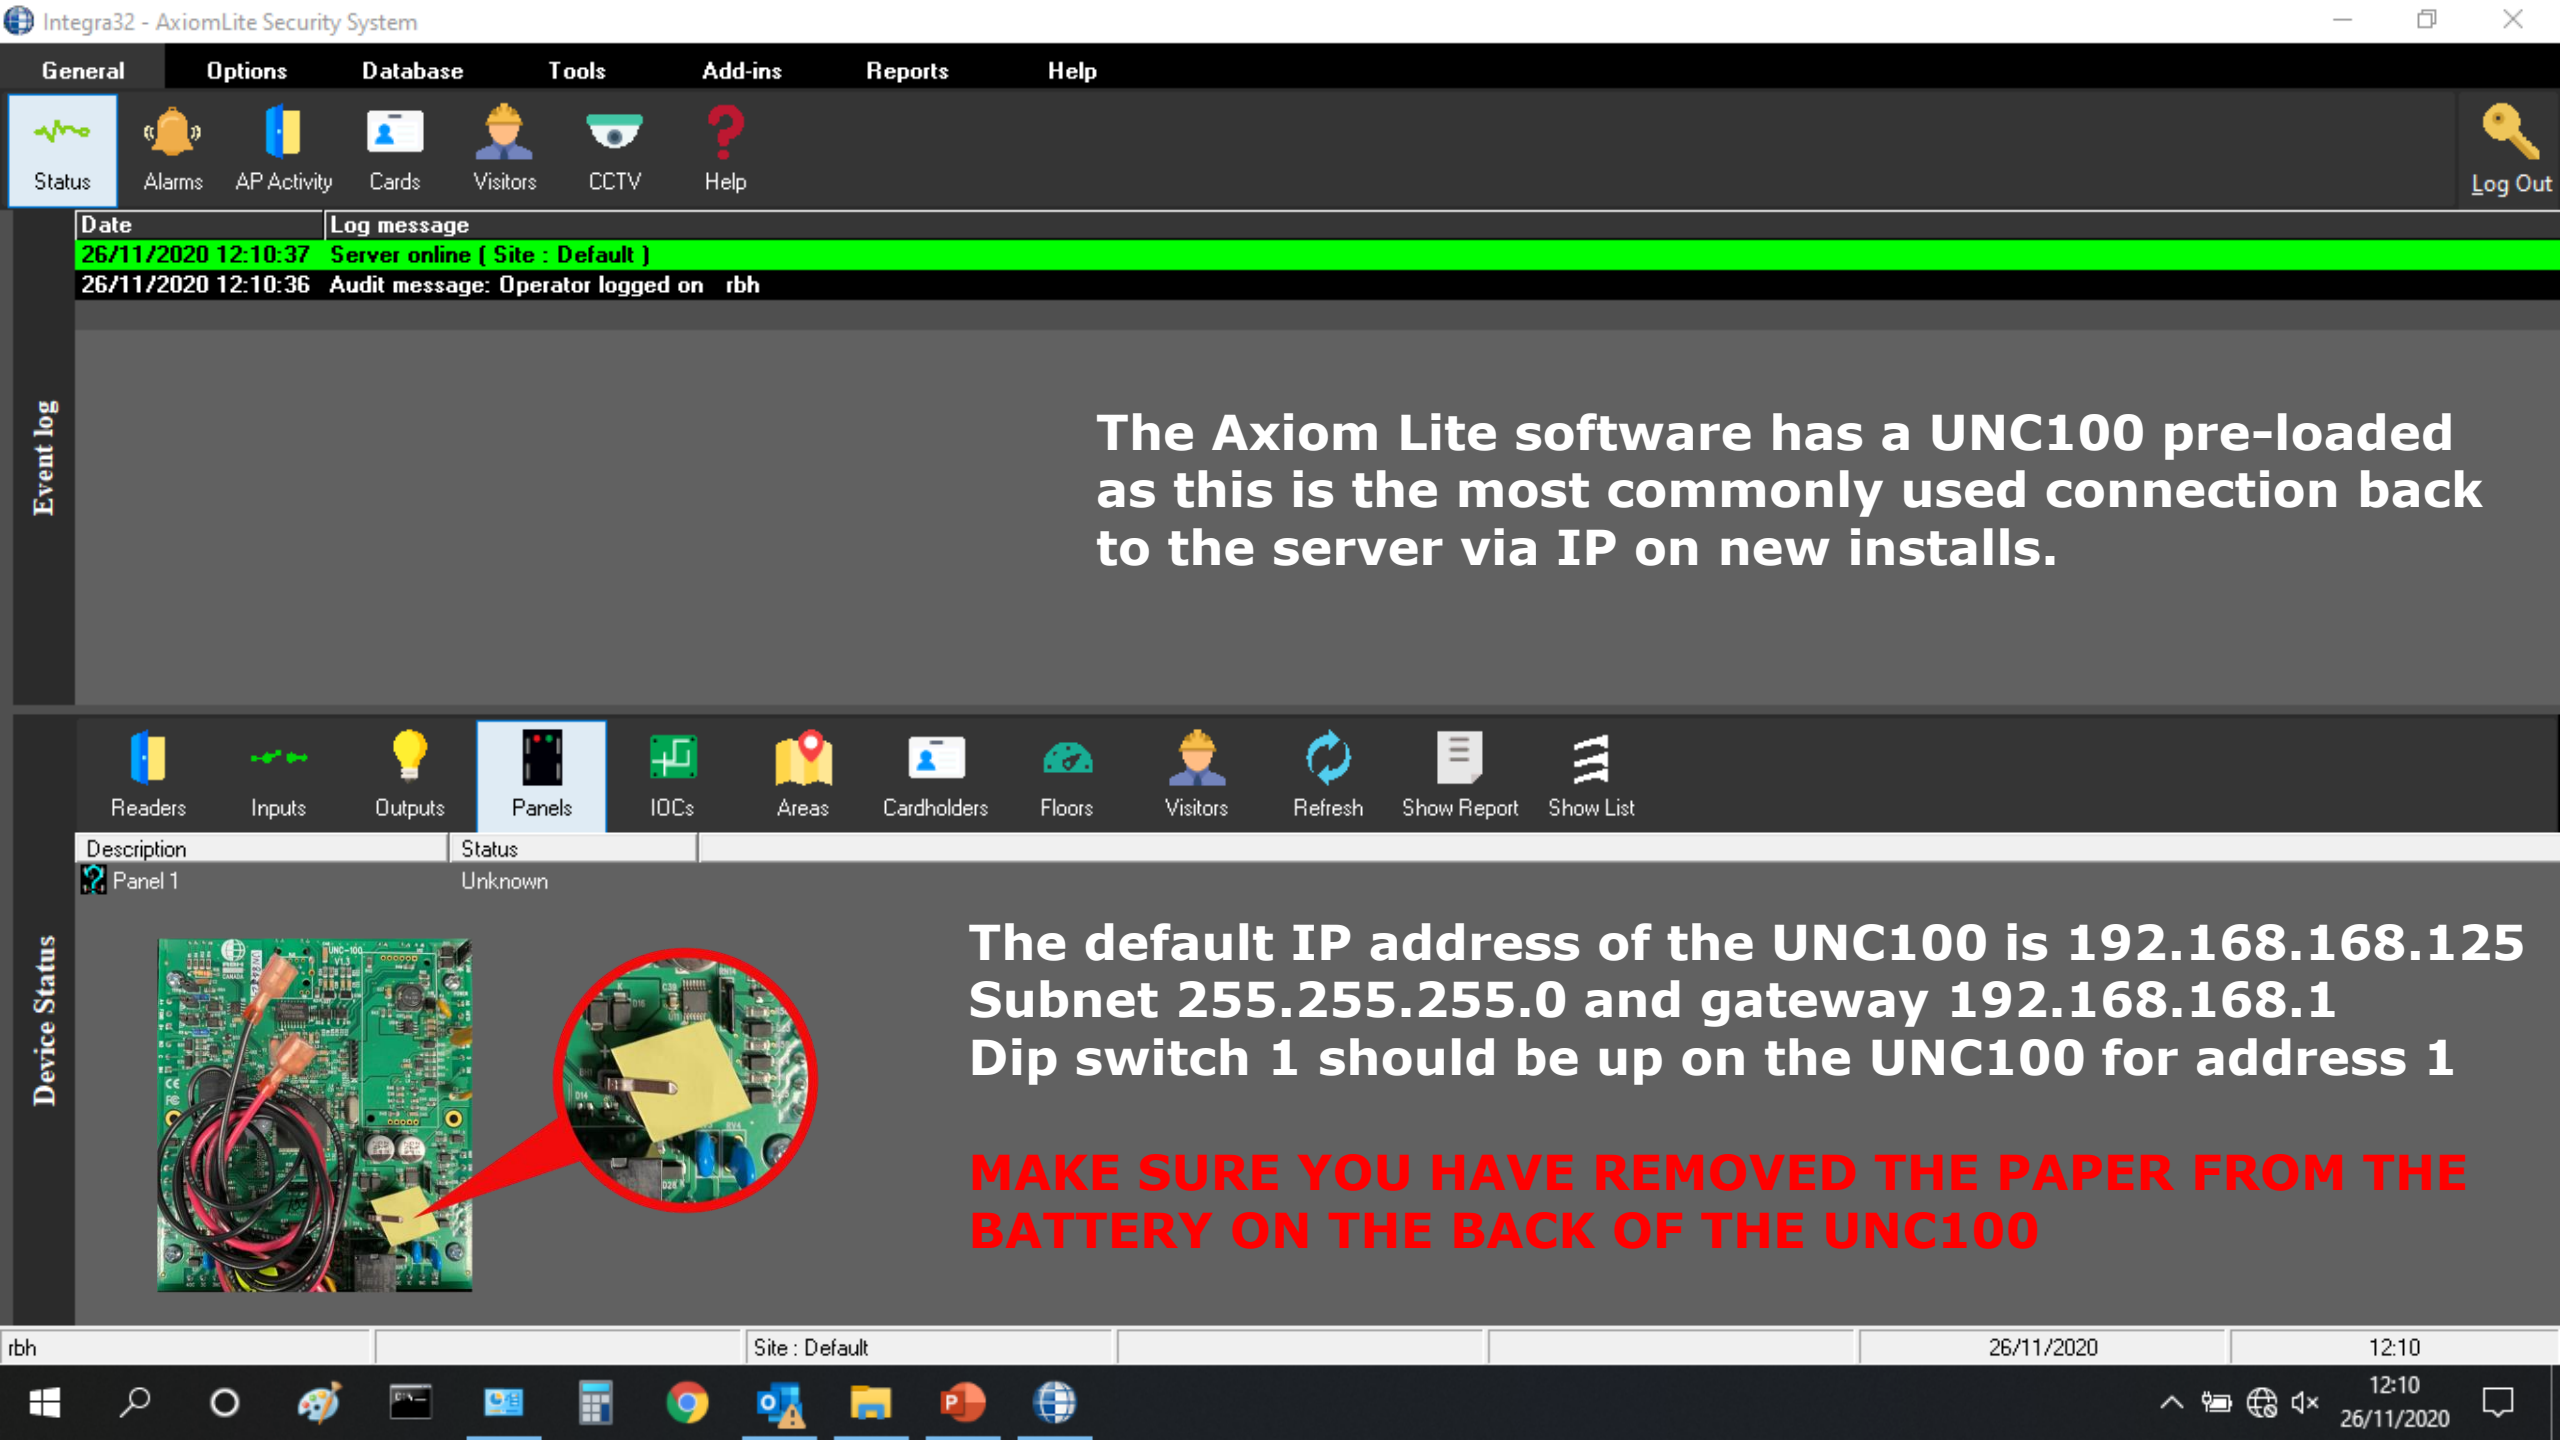 Integra32 - AxiomLite Security System
General Options Database Tools Add-ins Reports Help
Status Alarms AP Activity Cards Visitors CCTV Help Log Out
Date Log message
26/11/2020 12:10:37 Server online ( Site : Default )
26/11/2020 12:10:36 Audit message: Operator logged on rbh
Event log
The Axiom Lite software has a UNC100 pre-loaded
as this is the most commonly used connection back
to the server via IP on new installs.
Readers Inputs Outputs Panels IOCs Areas Cardholders Floors Visitors Refresh Show Report Show List
Description Status
Panel 1 Unknown
Device Status
UNC-100
V1.3
CANADA
The default IP address of the UNC100 is 192.168.168.125
Subnet 255.255.255.0 and gateway 192.168.168.1
Dip switch 1 should be up on the UNC100 for address 1
MAKE SURE YOU HAVE REMOVED THE PAPER FROM THE
BATTERY ON THE BACK OF THE UNC100
rbh Site : Default 26/11/2020 12:10
12:10
26/11/2020